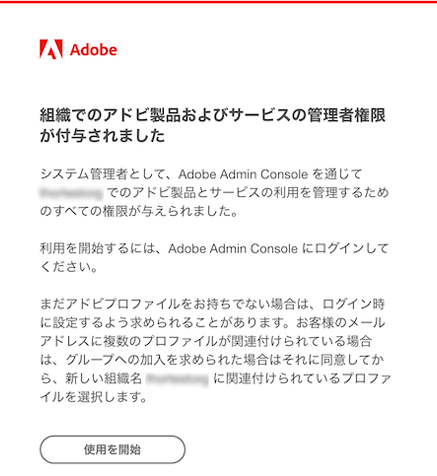 Adobe
組織でのアドビ製品およびサービスの管理者権限
が付与されました
システム管理者として、Adobe Admin Console を通じて
でのアドビ製品とサービスの利用を管理するため
のすべての権限が与えられました。
利用を開始するには、Adobe Admin Console にログインして
ください。
まだアドビプロファイルをお持ちでない場合は、ログイン時
に設定するよう求められることがあります。お客様のメール
アドレスに複数のプロファイルが関連付けられている場合
は、グループへの加入を求められた場合はそれに同意してか
ら、新しい組織名 に関連付けられているプロファ
イルを選択します。
使用を開始